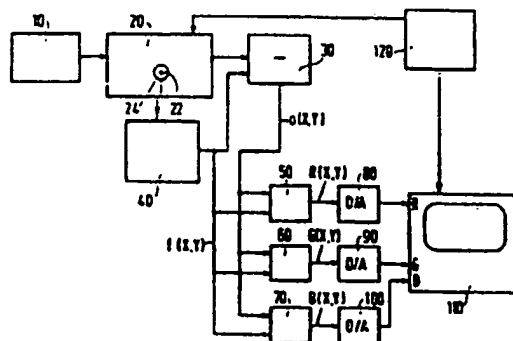 10
20
30
120
24'
22
a(X,Y)
40
50
R(X,Y)
80
D/A
R
f(X,Y)
60
G(X,Y)
90
D/A
G
B
70
B(X,Y)
100
D/A
110